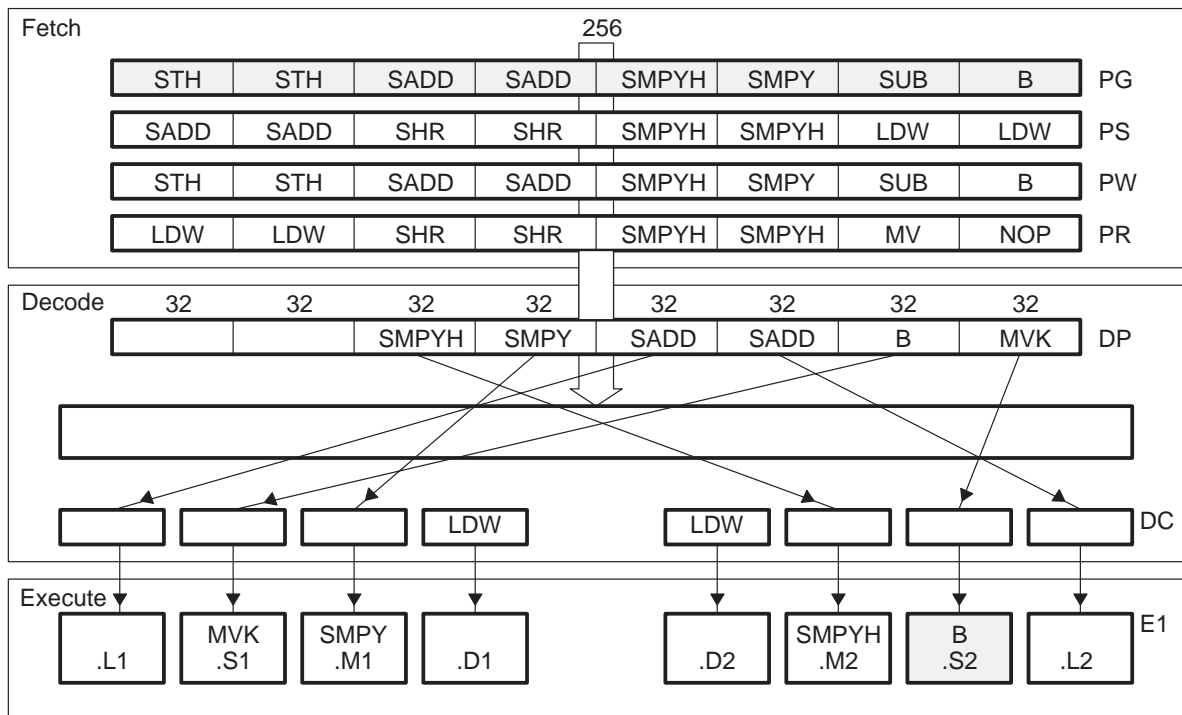 Fetch 256
STH STH SADD SADD SMPYH SMPY SUB B PG
SADD SADD SHR SHR SMPYH SMPYH LDW LDW PS
STH STH SADD SADD SMPYH SMPY SUB B PW
LDW LDW SHR SHR SMPYH SMPYH MV NOP PR
Decode 32 32 32 32 32 32 32 32
SMPYH SMPY SADD SADD B MVK DP
LDW LDW DC
Execute
MVK SMPY SMPYH B E1
.L1 .S1 .M1 .D1 .D2 .M2 .S2 .L2